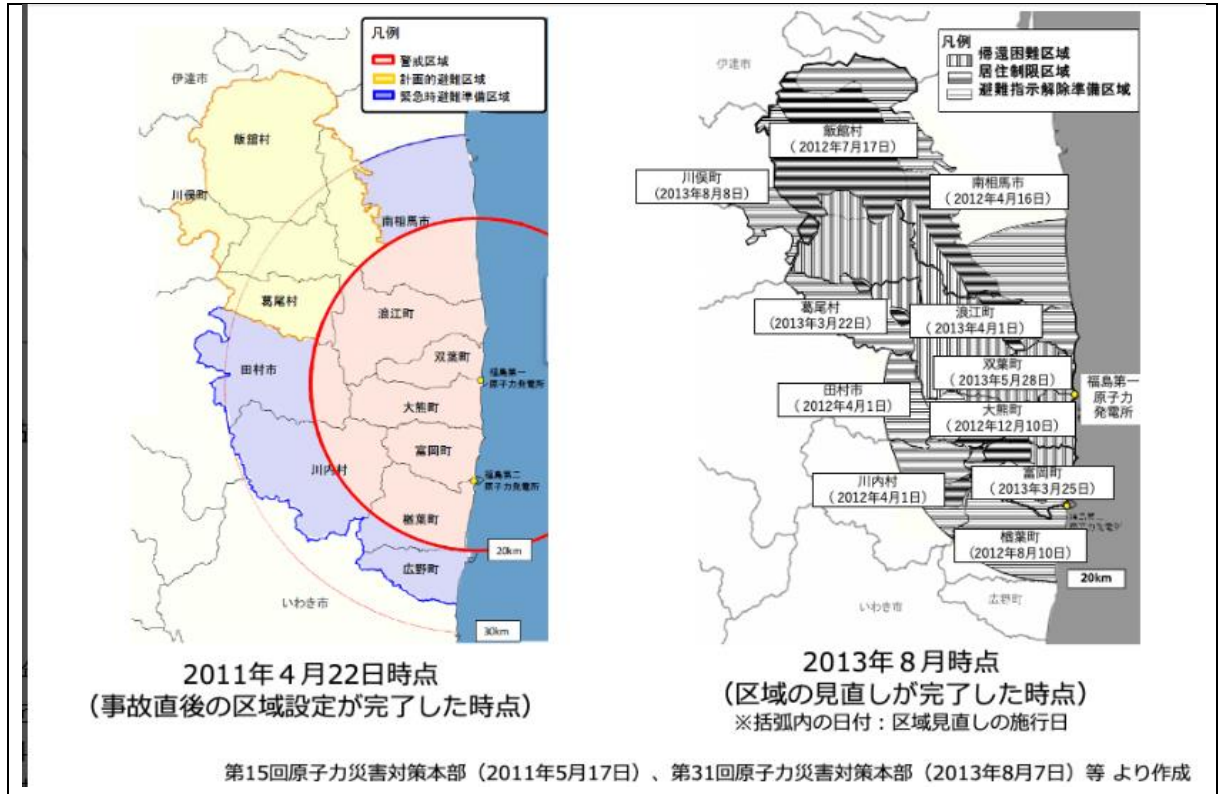 凡例
警戒区域
計画的避難区域
緊急時避難準備区域
伊達市
飯舘村
川俣町
南相馬市
葛尾村
浪江町
双葉町
田村市
福島第一
原子力発電所
大熊町
富岡町
川内村
福島第二
原子力発電所
楢葉町
20km
広野町
いわき市
30km
2011年4月22日時点
(事故直後の区域設定が完了した時点)
凡例
帰還困難区域
居住制限区域
避難指示解除準備区域
伊達市
飯舘村
(2012年7月17日)
川俣町
(2013年8月8日)
南相馬市
(2012年4月16日)
葛尾村
(2013年3月22日)
浪江町
(2013年4月1日)
双葉町
(2013年5月28日)
福島第一
原子力
発電所
田村市
(2012年4月1日)
大熊町
(2012年12月10日)
富岡町
(2013年3月25日)
川内村
(2012年4月1日)
福島第二
原子力発電所
楢葉町
(2012年8月10日)
20km
広野町
いわき市
2013年8月時点
(区域の見直しが完了した時点)
※括弧内の日付:区域見直しの施行日
第15回原子力災害対策本部(2011年5月17日)、第31回原子力災害対策本部(2013年8月7日)等 より作成